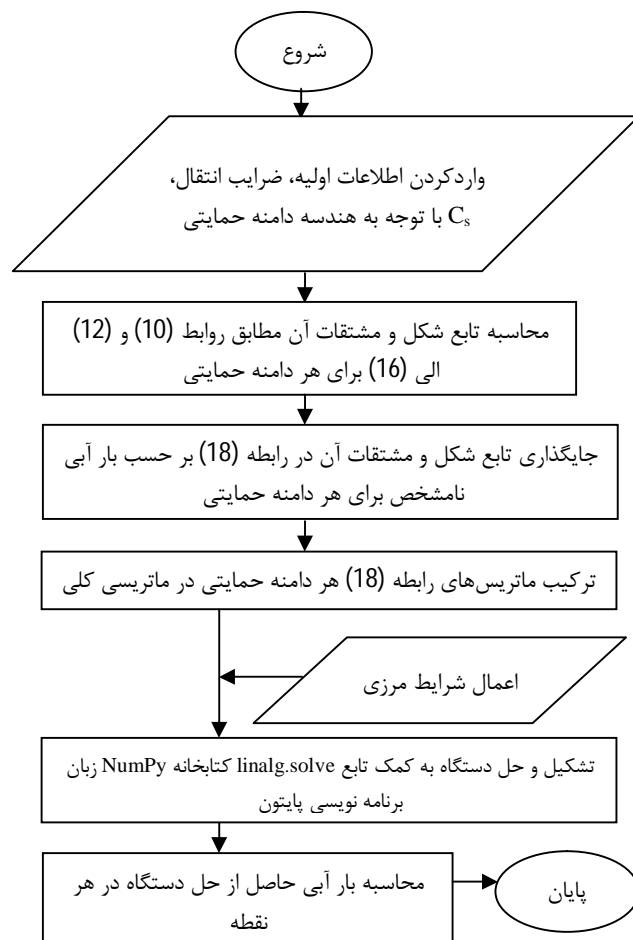 شروع
واردکردن اطلاعات اولیه، ضرایب انتقال،
Cs با توجه به هندسه دامنه حمایتی
محاسبه تابع شکل و مشتقات آن مطابق روابط (10) و (12)
الی (16) برای هر دامنه حمایتی
جایگذاری تابع شکل و مشتقات آن در رابطه (18) بر حسب بار آبی
نامشخص برای هر دامنه حمایتی
ترکیب ماتریس‌های رابطه (18) هر دامنه حمایتی در ماتریسی کلی
اعمال شرایط مرزی
تشکیل و حل دستگاه به کمک تابع linalg.solve کتابخانه NumPy زبان
برنامه نویسی پایتون
محاسبه بار آبی حاصل از حل دستگاه در هر
نقطه
پایان